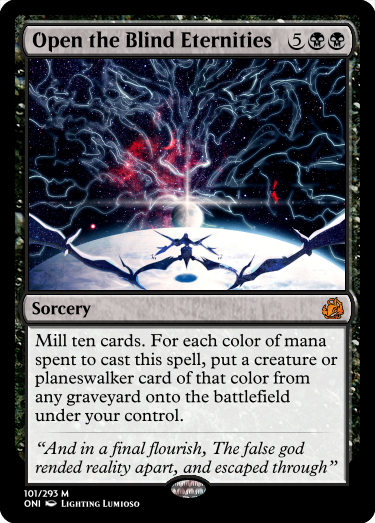 Open the Blind Eternities 5
Sorcery
Mill ten cards. For each color of mana
spent to cast this spell, put a creature or
planeswalker card of that color from
any graveyard onto the battlefield
under your control.
“And in a final flourish, The false god
rended reality apart, and escaped through”
101/293 M
ONI Lighting Lumioso